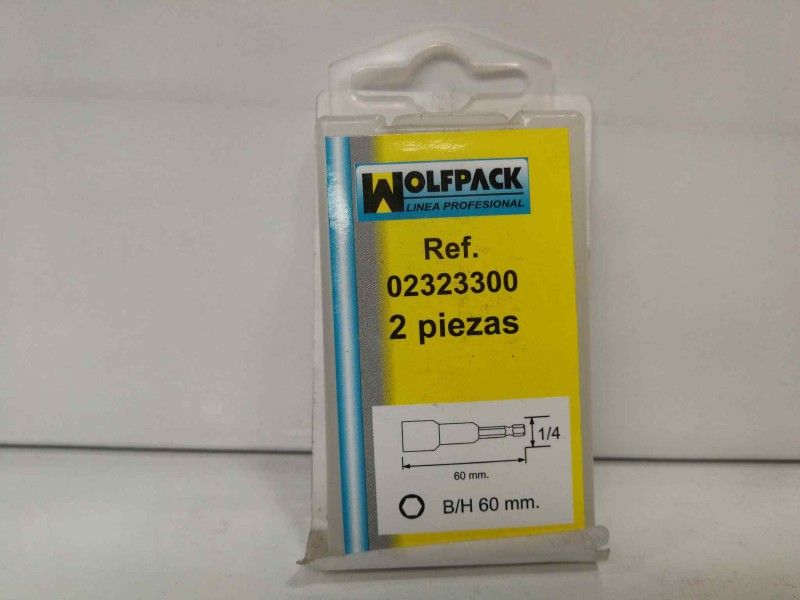 WOLFPACK
LINEA PROFESIONAL
Ref.
02323300
2 piezas
1/4
60 mm.
B/H 60 mm.